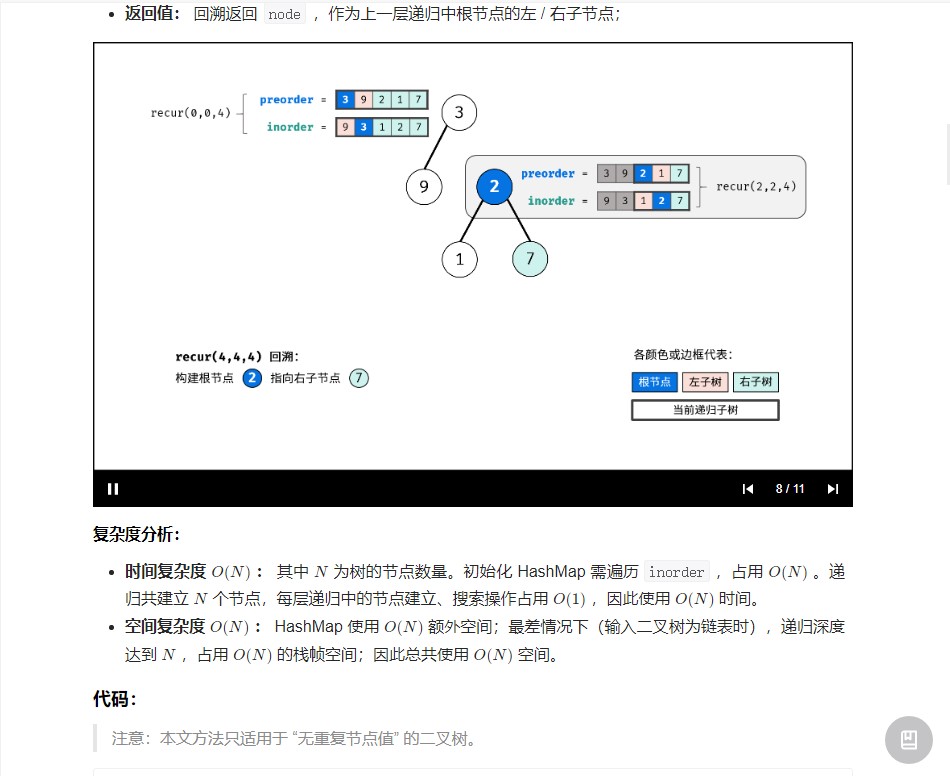 • 返回值： 回溯返回 node ，作为上一层递归中根节点的左 / 右子节点；
recur(0,0,4)
preorder = 3 9 2 1 7
inorder = 9 3 1 2 7
3
9
2
preorder = 3 9 2 1 7
inorder = 9 3 1 2 7
recur(2,2,4)
1
7
recur(4,4,4) 回溯：
构建根节点 2 指向右子节点 7
各颜色或边框代表：
根节点 左子树 右子树
当前递归子树
8 / 11
复杂度分析：
• 时间复杂度 O(N) ： 其中 N 为树的节点数量。初始化 HashMap 需遍历 inorder ，占用 O(N) 。递
归共建立 N 个节点，每层递归中的节点建立、搜索操作占用 O(1) ，因此使用 O(N) 时间。
• 空间复杂度 O(N) ： HashMap 使用 O(N) 额外空间；最差情况下（输入二叉树为链表时），递归深度
达到 N ，占用 O(N) 的栈帧空间；因此总共使用 O(N) 空间。
代码：
注意：本文方法只适用于 “无重复节点值” 的二叉树。